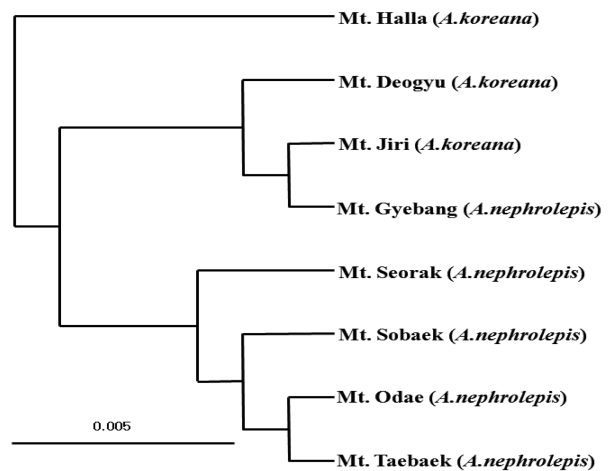 Mt. Halla (A.koreana)
Mt. Deogyu (A.koreana)
Mt. Jiri (A.koreana)
Mt. Gyebang (A.nephrolepis)
Mt. Seorak (A.nephrolepis)
Mt. Sobaek (A.nephrolepis)
Mt. Odae (A.nephrolepis)
0.005
Mt. Taebaek (A.nephrolepis)